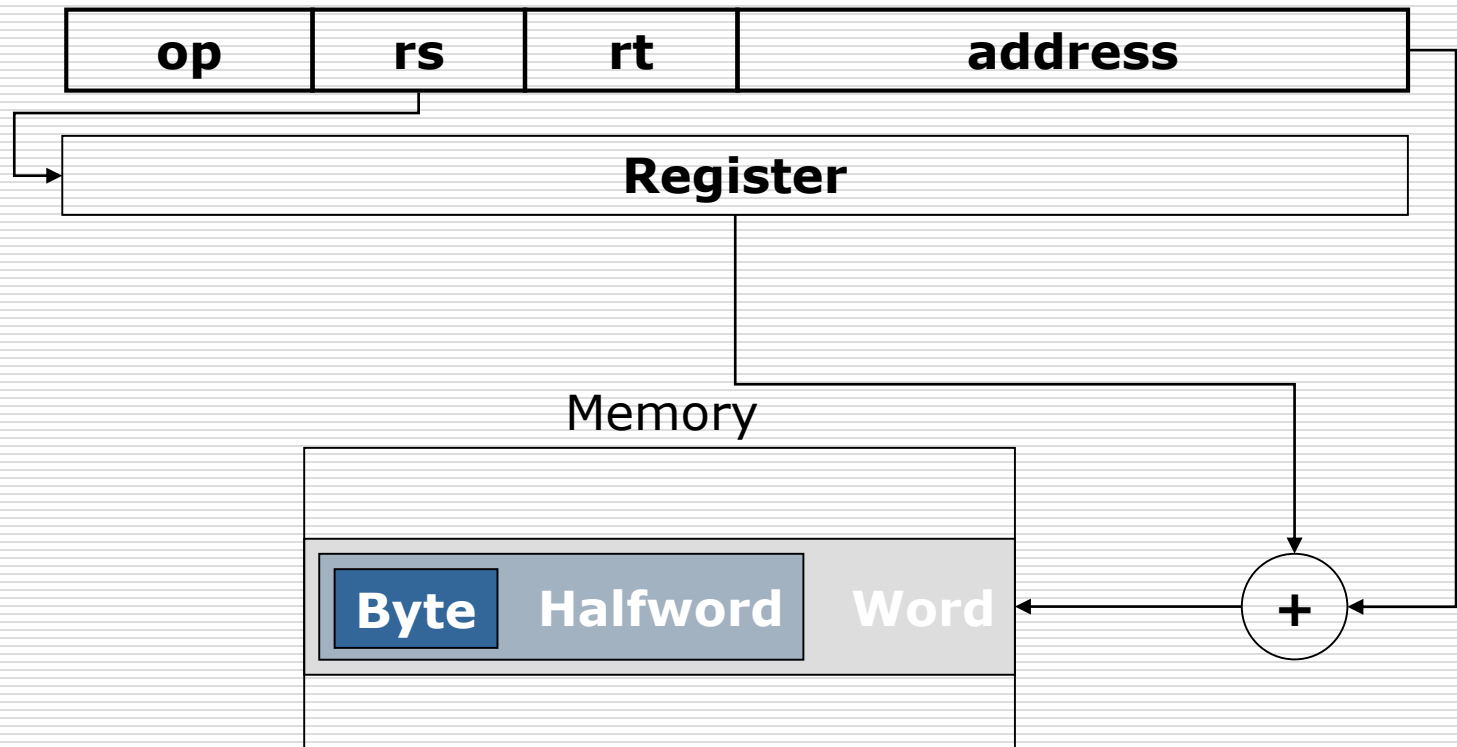 op rs rt address
Register
Memory
Byte Halfword Word
+